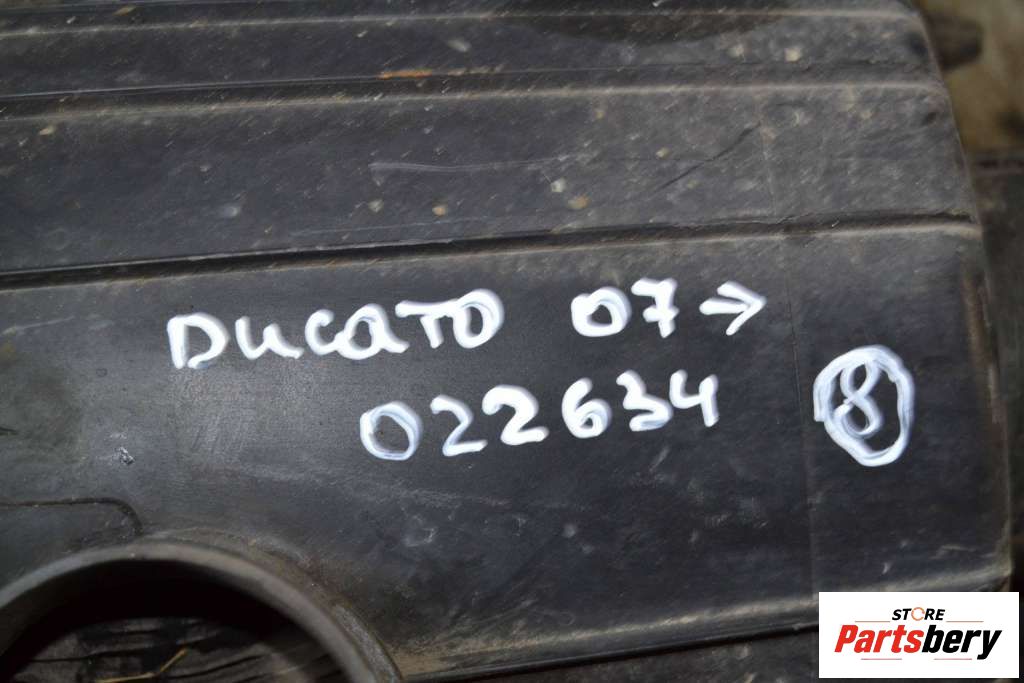 DUCATO 07 →
022634
8
STORE
Partsbery